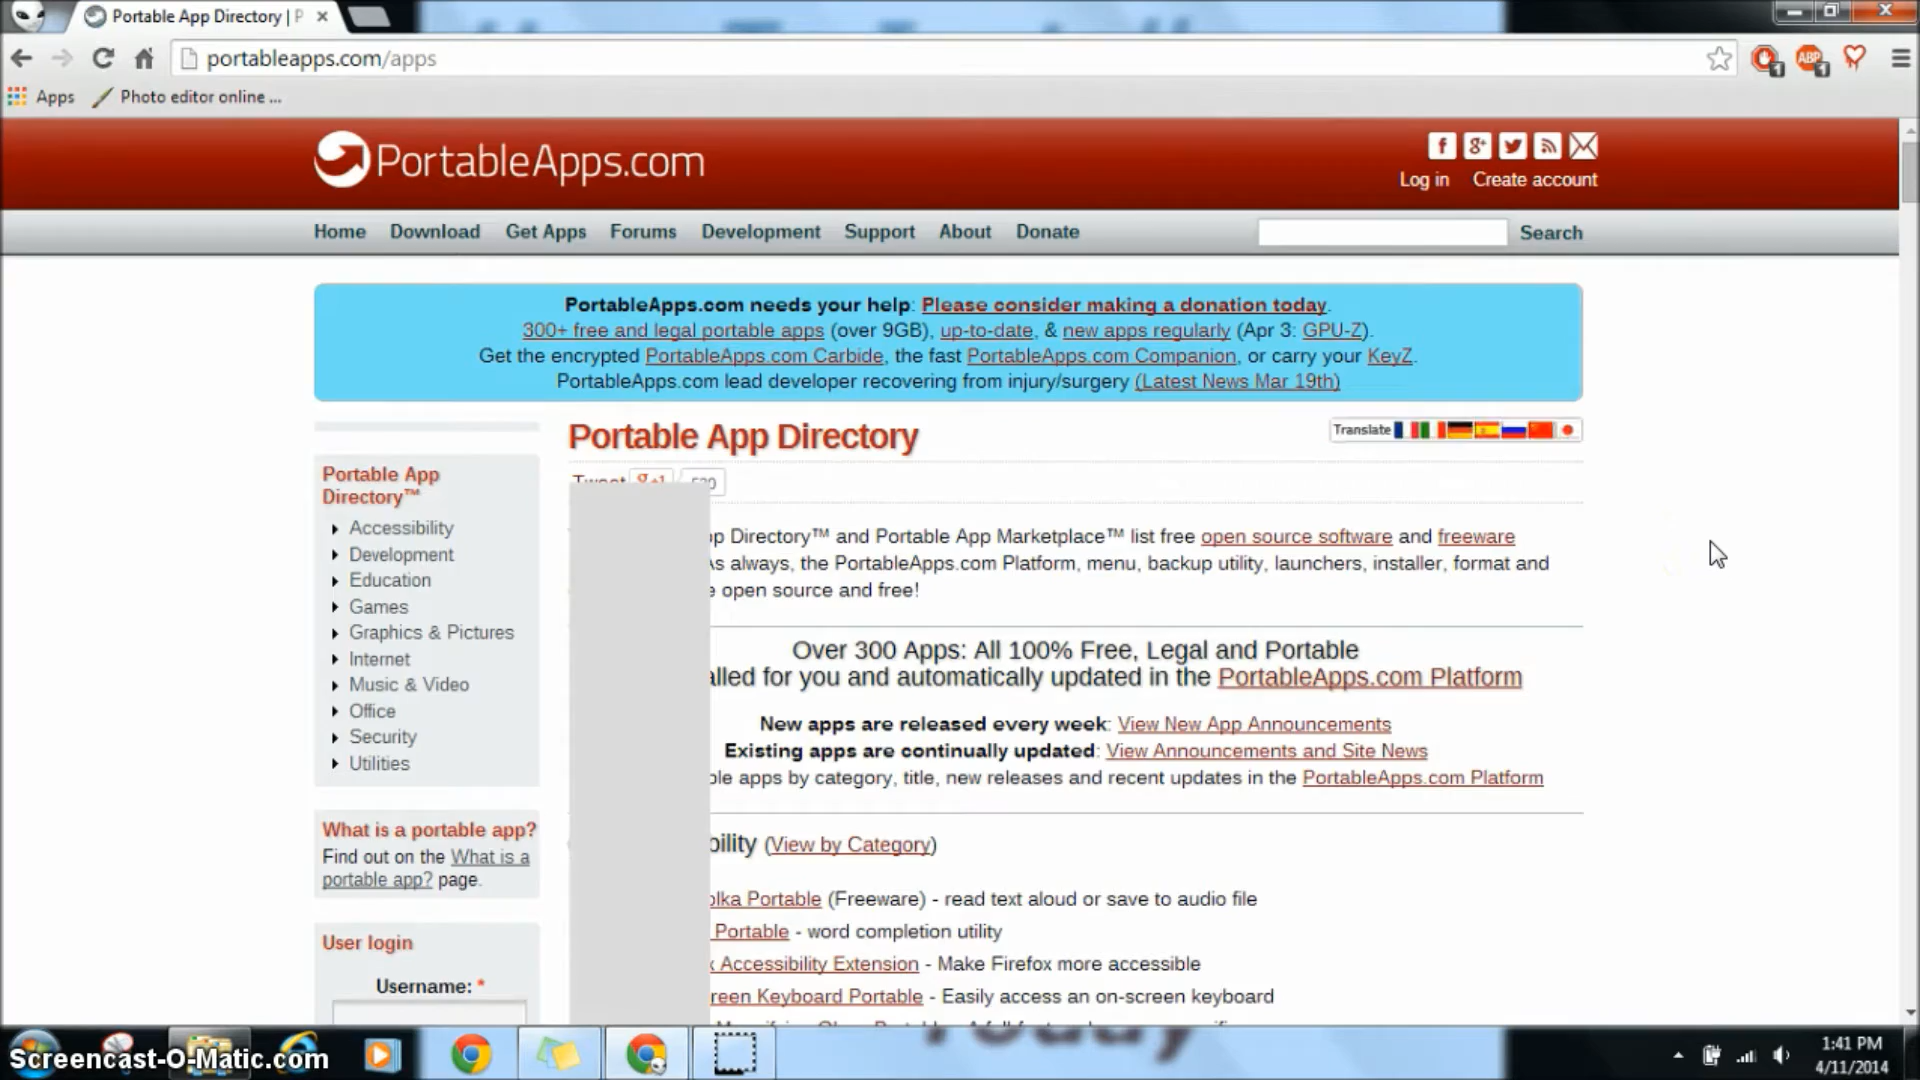 Portable App Directory | P
portableapps.com/apps
Apps Photo editor online ...
1 ABP 1
PortableApps.com
Log in Create account
Home Download Get Apps Forums Development Support About Donate Search
PortableApps.com needs your help: Please consider making a donation today.
300+ free and legal portable apps (over 9GB), up-to-date, & new apps regularly (Apr 3: GPU-Z).
Get the encrypted PortableApps.com Carbide, the fast PortableApps.com Companion, or carry your KeyZ.
PortableApps.com lead developer recovering from injury/surgery (Latest News Mar 19th)
Portable App Directory
Translate
Portable App
Directory™
Accessibility
Development
Education
Games
Graphics & Pictures
Internet
Music & Video
Office
Security
Utilities
What is a portable app?
Find out on the What is a
portable app? page.
User login
Username: *
Tweet
Directory™ and Portable App Marketplace™ list free open source software and freeware
As always, the PortableApps.com Platform, menu, backup utility, launchers, installer, format and
open source and free!
Over 300 Apps: All 100% Free, Legal and Portable
for you and automatically updated in the PortableApps.com Platform
New apps are released every week: View New App Announcements
Existing apps are continually updated: View Announcements and Site News
apps by category, title, new releases and recent updates in the PortableApps.com Platform
(View by Category)
Portable (Freeware) - read text aloud or save to audio file
Portable - word completion utility
Accessibility Extension - Make Firefox more accessible
Keyboard Portable - Easily access an on-screen keyboard
Today
Screencast-O-Matic.com
1:41 PM
4/11/2014